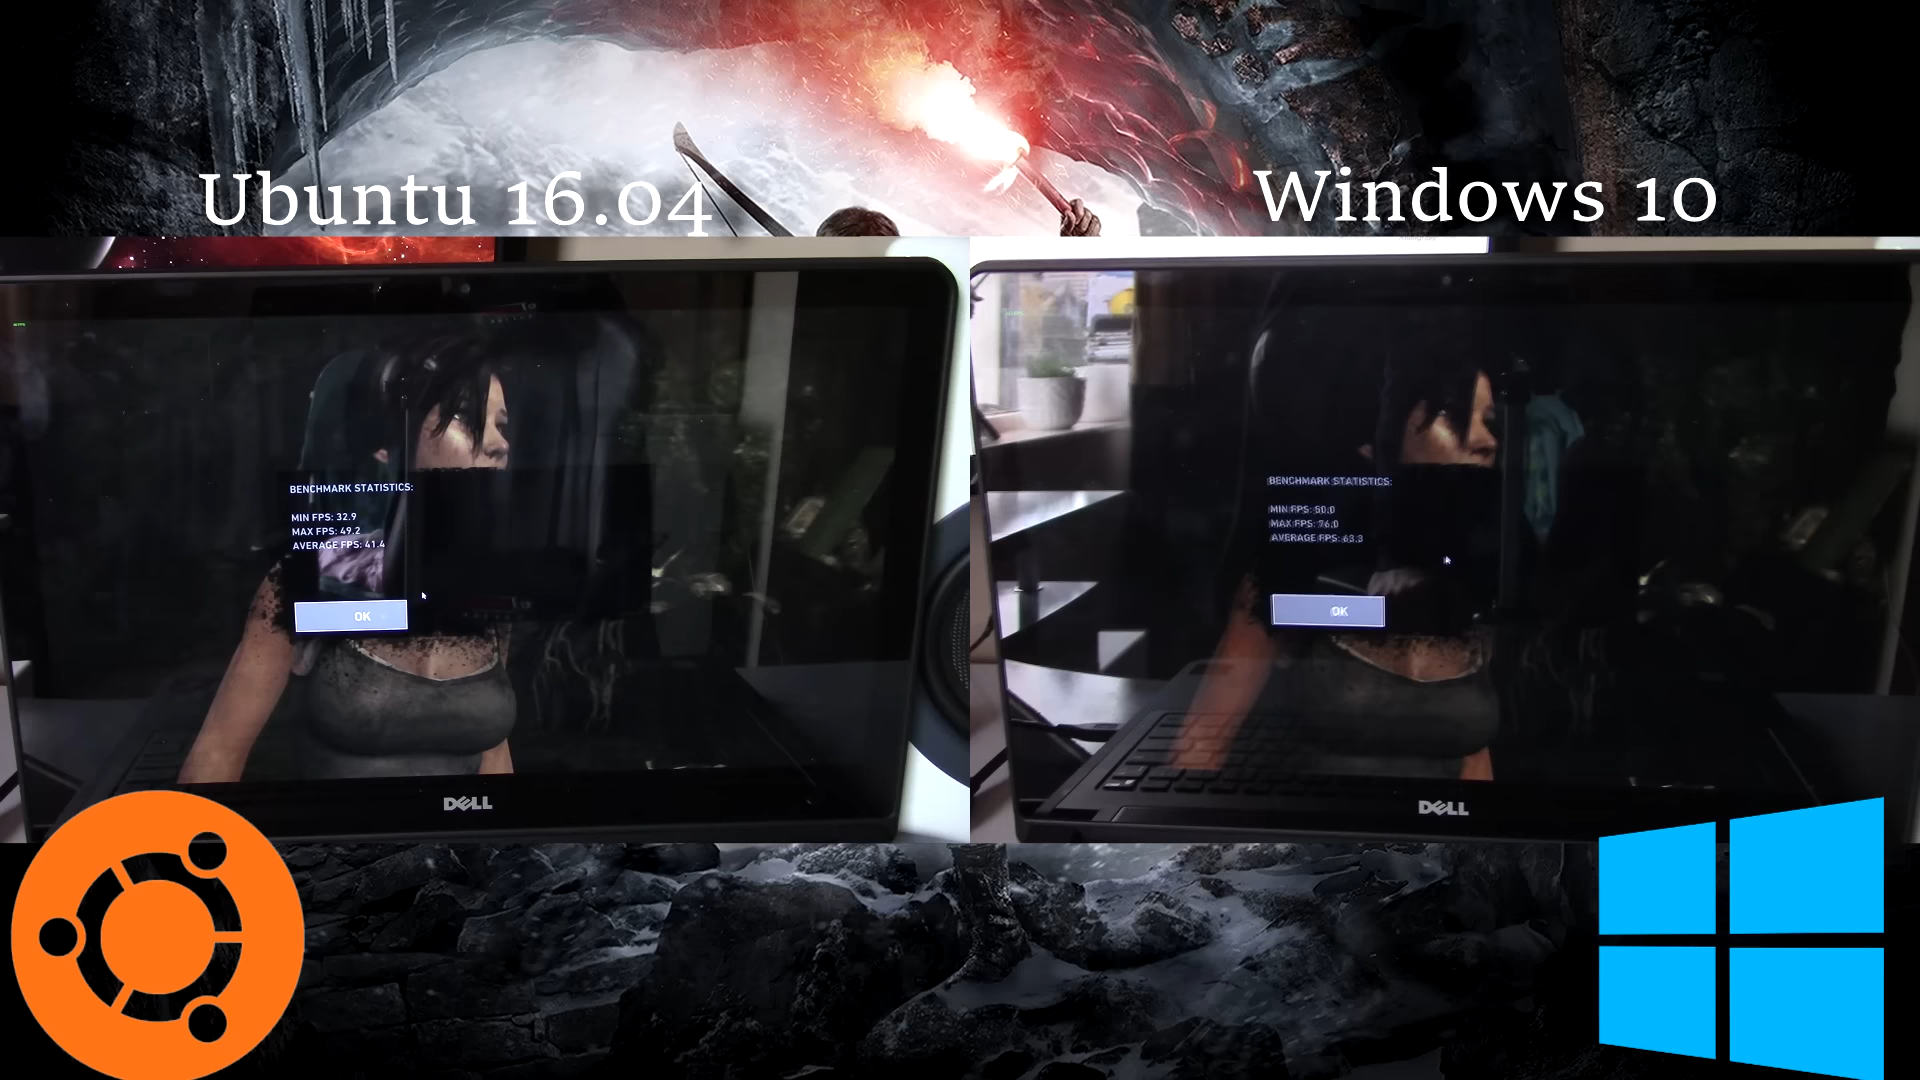 Ubuntu 16.04
Windows 10
BENCHMARK STATISTICS:
MIN FPS: 32.9
MAX FPS: 49.2
AVERAGE FPS: 41.4
OK
DELL
BENCHMARK STATISTICS:
MIN FPS: 50.0
MAX FPS: 76.0
AVERAGE FPS: 63.3
OK
DELL